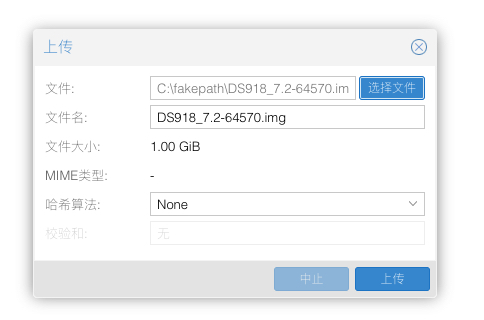 上传
文件: C:\fakepath\DS918_7.2-64570.im 选择文件
文件名: DS918_7.2-64570.img
文件大小: 1.00 GiB
MIME类型: -
哈希算法: None
校验和: 无
中止 上传